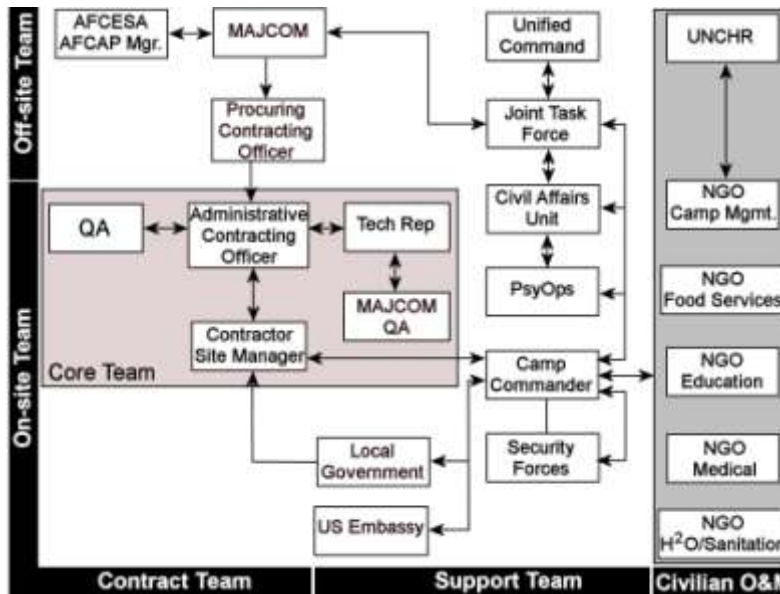 Off-site Team
On-site Team
AFCESA
AFCAP Mgr.
MAJCOM
Procuring
Contracting
Officer
QA
Administrative
Contracting
Officer
Tech Rep
MAJCOM
QA
Contractor
Site Manager
Core Team
Local
Government
US Embassy
Unified
Command
Joint Task
Force
Civil Affairs
Unit
PsyOps
Camp
Commander
Security
Forces
UNCHR
NGO
Camp Mgmt.
NGO
Food Services
NGO
Education
NGO
Medical
NGO
H²O/Sanitation
Contract Team
Support Team
Civilian O&M